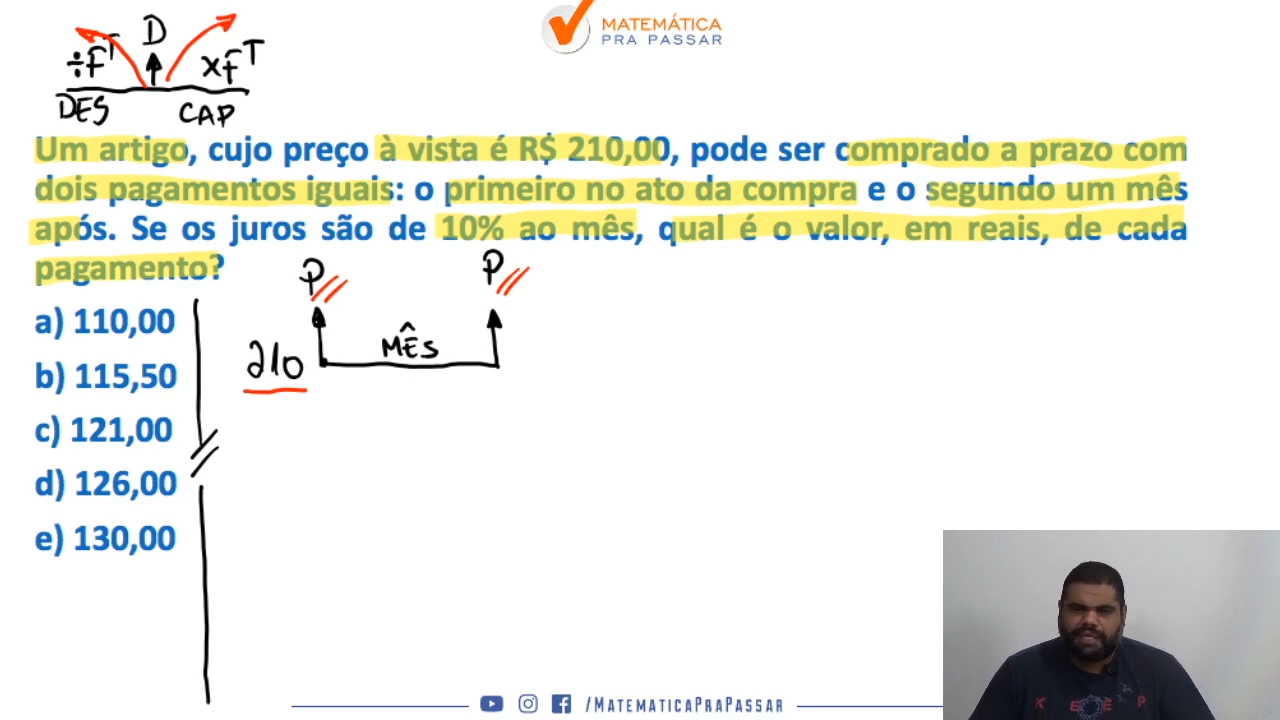 D
÷f^T
xf^T
DES
CAP
MATEMÁTICA
PRA PASSAR
Um artigo, cujo preço à vista é R$ 210,00, pode ser comprado a prazo com
dois pagamentos iguais: o primeiro no ato da compra e o segundo um mês
após. Se os juros são de 10% ao mês, qual é o valor, em reais, de cada
pagamento?
P
P
a) 110,00
210
MÊS
b) 115,50
c) 121,00
d) 126,00
e) 130,00
K E E P
/MATEMATICAPRAPASSAR